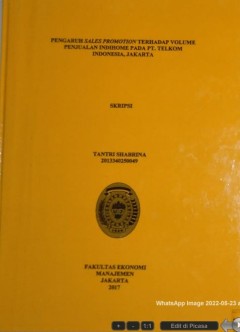 PENGARUH SALES PROMOTION TERHADAP VOLUME
PENJUALAN INDIHOME PADA PT. TELKOM
INDONESIA, JAKARTA
SKRIPSI
TANTRI SHABRINA
2013340250049
FAKULTAS EKONOMI
MANAJEMEN
JAKARTA
2017
WhatsApp Image 2022-05-23 a
1/1
Edit di Picasa